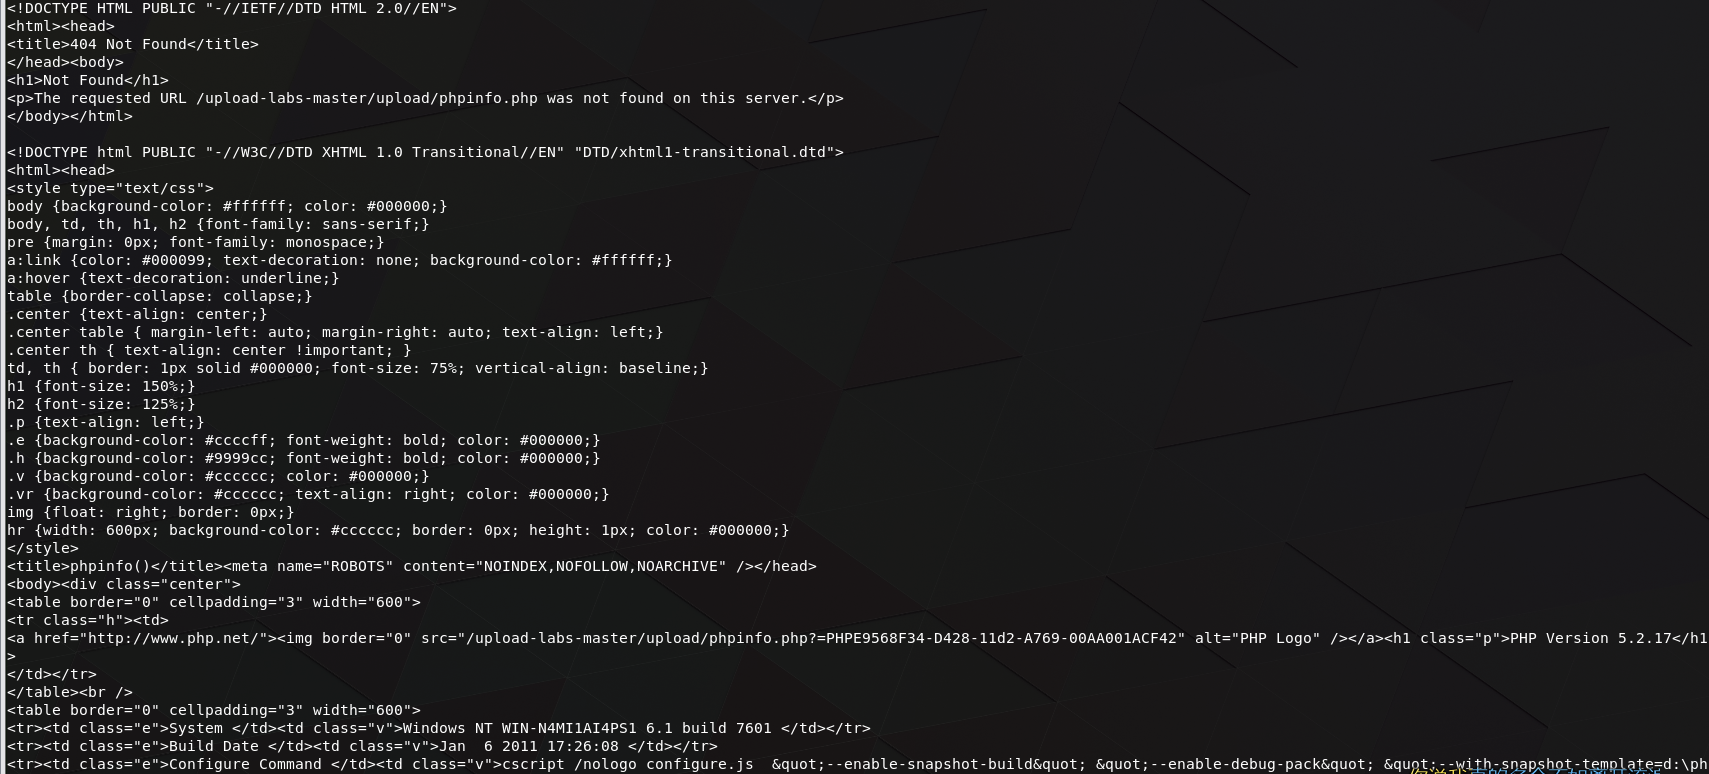 <!DOCTYPE HTML PUBLIC "-//IETF//DTD HTML 2.0//EN">
<html><head>
<title>404 Not Found</title>
</head><body>
<h1>Not Found</h1>
<p>The requested URL /upload-labs-master/upload/phpinfo.php was not found on this server.</p>
</body></html>
<!DOCTYPE html PUBLIC "-//W3C//DTD XHTML 1.0 Transitional//EN" "DTD/xhtml1-transitional.dtd">
<html><head>
<style type="text/css">
body {background-color: #ffffff; color: #000000;}
body, td, th, h1, h2 {font-family: sans-serif;}
pre {margin: 0px; font-family: monospace;}
a:link {color: #000099; text-decoration: none; background-color: #ffffff;}
a:hover {text-decoration: underline;}
table {border-collapse: collapse;}
.center {text-align: center;}
.center table { margin-left: auto; margin-right: auto; text-align: left;}
.center th { text-align: center !important; }
td, th { border: 1px solid #000000; font-size: 75%; vertical-align: baseline;}
h1 {font-size: 150%;}
h2 {font-size: 125%;}
.p {text-align: left;}
.e {background-color: #ccccff; font-weight: bold; color: #000000;}
.h {background-color: #9999cc; font-weight: bold; color: #000000;}
.v {background-color: #cccccc; color: #000000;}
.vr {background-color: #cccccc; text-align: right; color: #000000;}
img {float: right; border: 0px;}
hr {width: 600px; background-color: #cccccc; border: 0px; height: 1px; color: #000000;}
</style>
<title>phpinfo()</title><meta name="ROBOTS" content="NOINDEX,NOFOLLOW,NOARCHIVE" /></head>
<body><div class="center">
<table border="0" cellpadding="3" width="600">
<tr class="h"><td>
<a href="http://www.php.net/"><img border="0" src="/upload-labs-master/upload/phpinfo.php?=PHPE9568F34-D428-11d2-A769-00AA001ACF42" alt="PHP Logo" /></a><h1 class="p">PHP Version 5.2.17</h1
>
</td></tr>
</table><br />
<table border="0" cellpadding="3" width="600">
<tr><td class="e">System </td><td class="v">Windows NT WIN-N4MI1AI4PS1 6.1 build 7601 </td></tr>
<tr><td class="e">Build Date </td><td class="v">Jan  6 2011 17:26:08 </td></tr>
<tr><td class="e">Configure Command </td><td class="v">cscript /nologo configure.js  &quot;--enable-snapshot-build&quot; &quot;--enable-debug-pack&quot; &quot;--with-snapshot-template=d:\ph